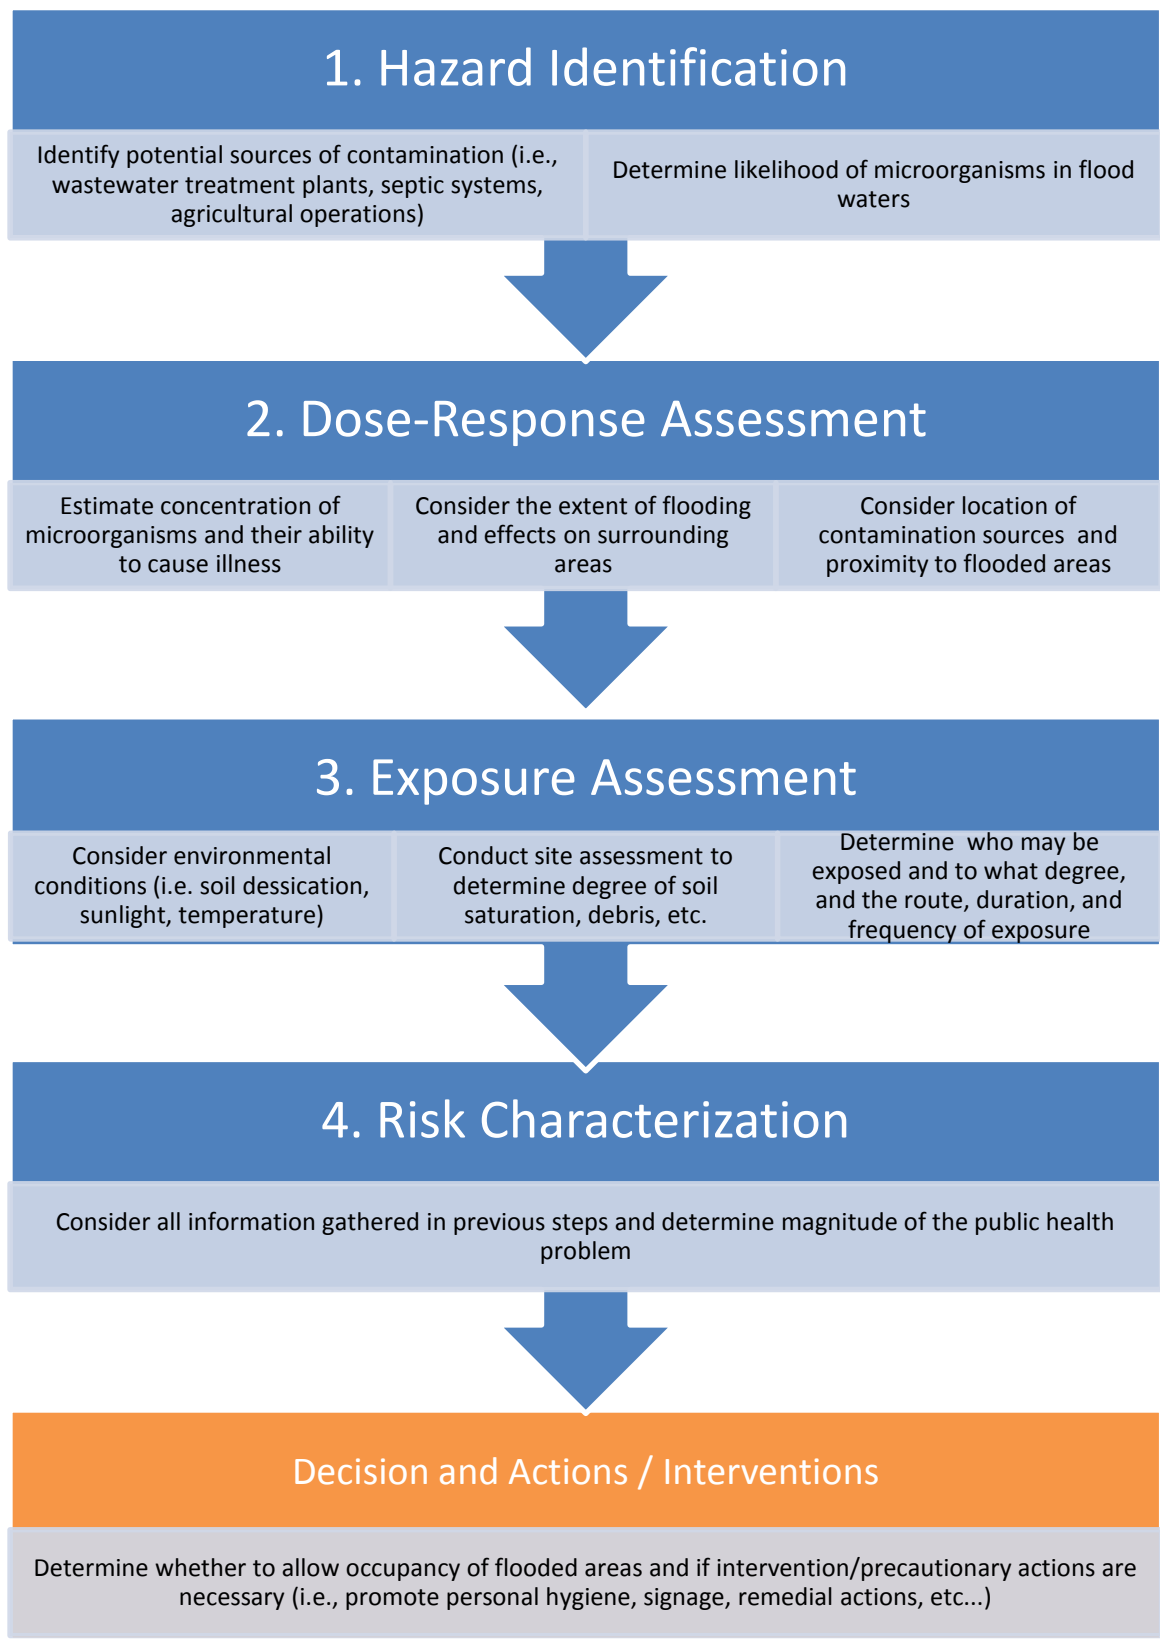 1. Hazard Identification
Identify potential sources of contamination (i.e.,
wastewater treatment plants, septic systems,
agricultural operations)
Determine likelihood of microorganisms in flood
waters
2. Dose-Response Assessment
Estimate concentration of
microorganisms and their ability
to cause illness
Consider the extent of flooding
and effects on surrounding
areas
Consider location of
contamination sources and
proximity to flooded areas
3. Exposure Assessment
Consider environmental
conditions (i.e. soil dessication,
sunlight, temperature)
Conduct site assessment to
determine degree of soil
saturation, debris, etc.
Determine who may be
exposed and to what degree,
and the route, duration, and
frequency of exposure
4. Risk Characterization
Consider all information gathered in previous steps and determine magnitude of the public health
problem
Decision and Actions / Interventions
Determine whether to allow occupancy of flooded areas and if intervention/precautionary actions are
necessary (i.e., promote personal hygiene, signage, remedial actions, etc...)